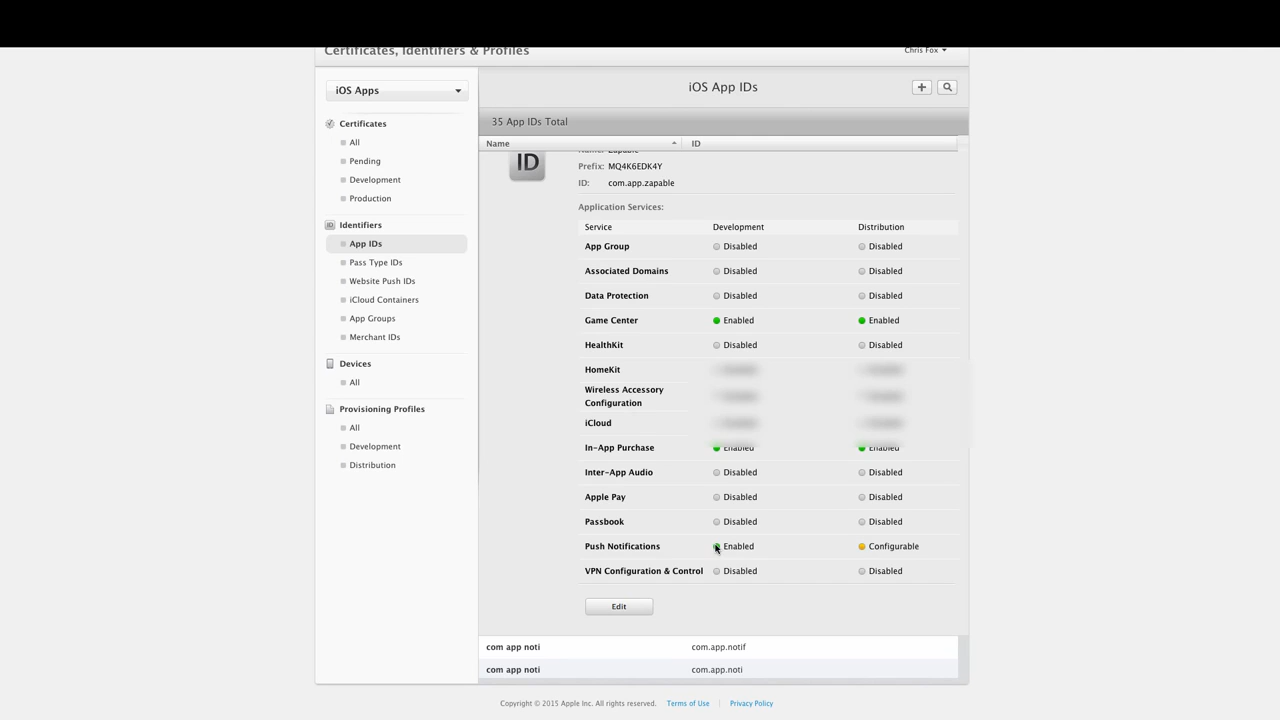 Certificates, Identifiers & Profiles
Chris Fox
iOS Apps
Certificates
All
Pending
Development
Production
Identifiers
App IDs
Pass Type IDs
Website Push IDs
iCloud Containers
App Groups
Merchant IDs
Devices
All
Provisioning Profiles
All
Development
Distribution
iOS App IDs
35 App IDs Total
Name ID
ID
Name: Zapable
Prefix: MQ4K6EDK4Y
ID: com.app.zapable
Application Services:
Service Development Distribution
App Group Disabled Disabled
Associated Domains Disabled Disabled
Data Protection Disabled Disabled
Game Center Enabled Enabled
HealthKit Disabled Disabled
HomeKit
Wireless Accessory
Configuration
iCloud
In-App Purchase Enabled Enabled
Inter-App Audio Disabled Disabled
Apple Pay Disabled Disabled
Passbook Disabled Disabled
Push Notifications Enabled Configurable
VPN Configuration & Control Disabled Disabled
Edit
com app noti com.app.notif
com app noti com.app.noti
Copyright © 2015 Apple Inc. All rights reserved. Terms of Use | Privacy Policy